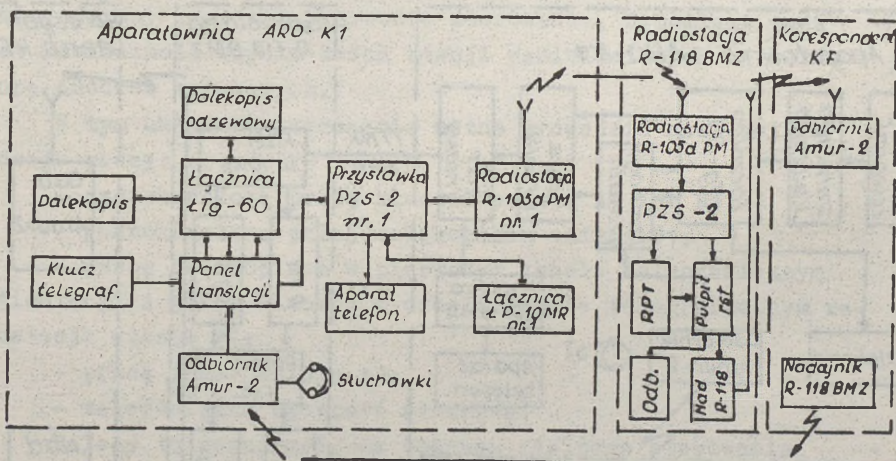 Aparatownia ARO·K1
Dalekopis
odzewowy
Dalekopis
Łącznica
ŁTg-60
Przystawka
PZS-2
nr. 1
Radiostacja
R-105d PM
nr. 1
Klucz
telegraf.
Panel
translacji
Aparat
telefon.
Łącznica
ŁP-10MR
nr.1
Odbiornik
Amur-2
Słuchawki
Radiostacja
R-118 BMZ
Radiostacja
R-105d PM
PZS-2
RPT
Pulpit
rst
Odb.
Nad
R-118
Korespondent
KF
Odbiornik
Amur-2
Nadajnik
R-118 BMZ